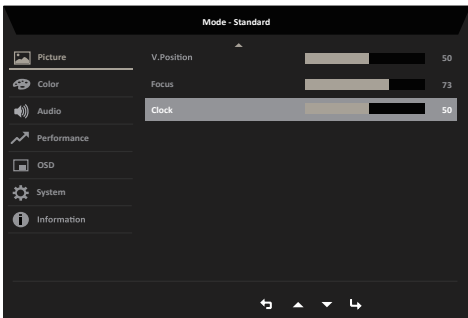 Mode - Standard
Picture
Color
Audio
Performance
OSD
System
Information
V.Position 50
Focus 73
Clock 50